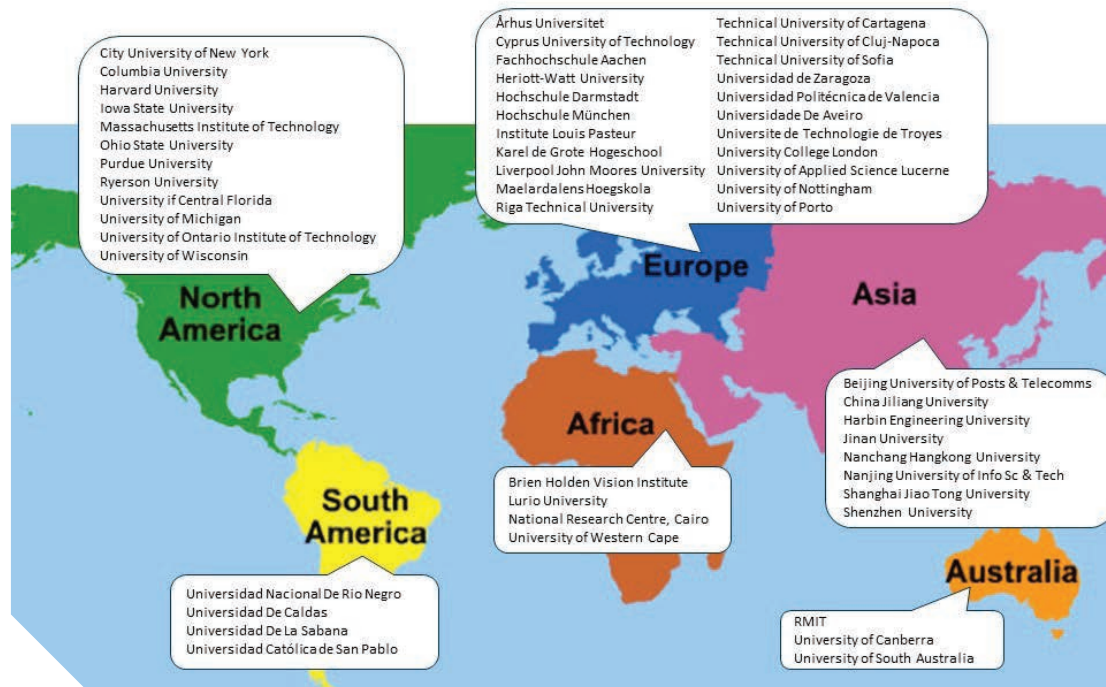 City University of New York
Columbia University
Harvard University
Iowa State University
Massachusetts Institute of Technology
Ohio State University
Purdue University
Ryerson University
University if Central Florida
University of Michigan
University of Ontario Institute of Technology
University of Wisconsin
North
America
Århus Universitet
Cyprus University of Technology
Fachhochschule Aachen
Heriott-Watt University
Hochschule Darmstadt
Hochschule München
Institute Louis Pasteur
Karel de Grote Hogeschool
Liverpool John Moores University
Maelardalens Hoegskola
Riga Technical University
Technical University of Cartagena
Technical University of Cluj-Napoca
Technical University of Sofia
Universidad de Zaragoza
Universidad Politécnica de Valencia
Universidade De Aveiro
Universite de Technologie de Troyes
University College London
University of Applied Science Lucerne
University of Nottingham
University of Porto
Europe
Asia
Beijing University of Posts & Telecomms
China Jiliang University
Harbin Engineering University
Jinan University
Nanchang Hangkong University
Nanjing University of Info Sc & Tech
Shanghai Jiao Tong University
Shenzhen University
Africa
Brien Holden Vision Institute
Lurio University
National Research Centre, Cairo
University of Western Cape
South
America
Universidad Nacional De Rio Negro
Universidad De Caldas
Universidad De La Sabana
Universidad Católica de San Pablo
Australia
RMIT
University of Canberra
University of South Australia